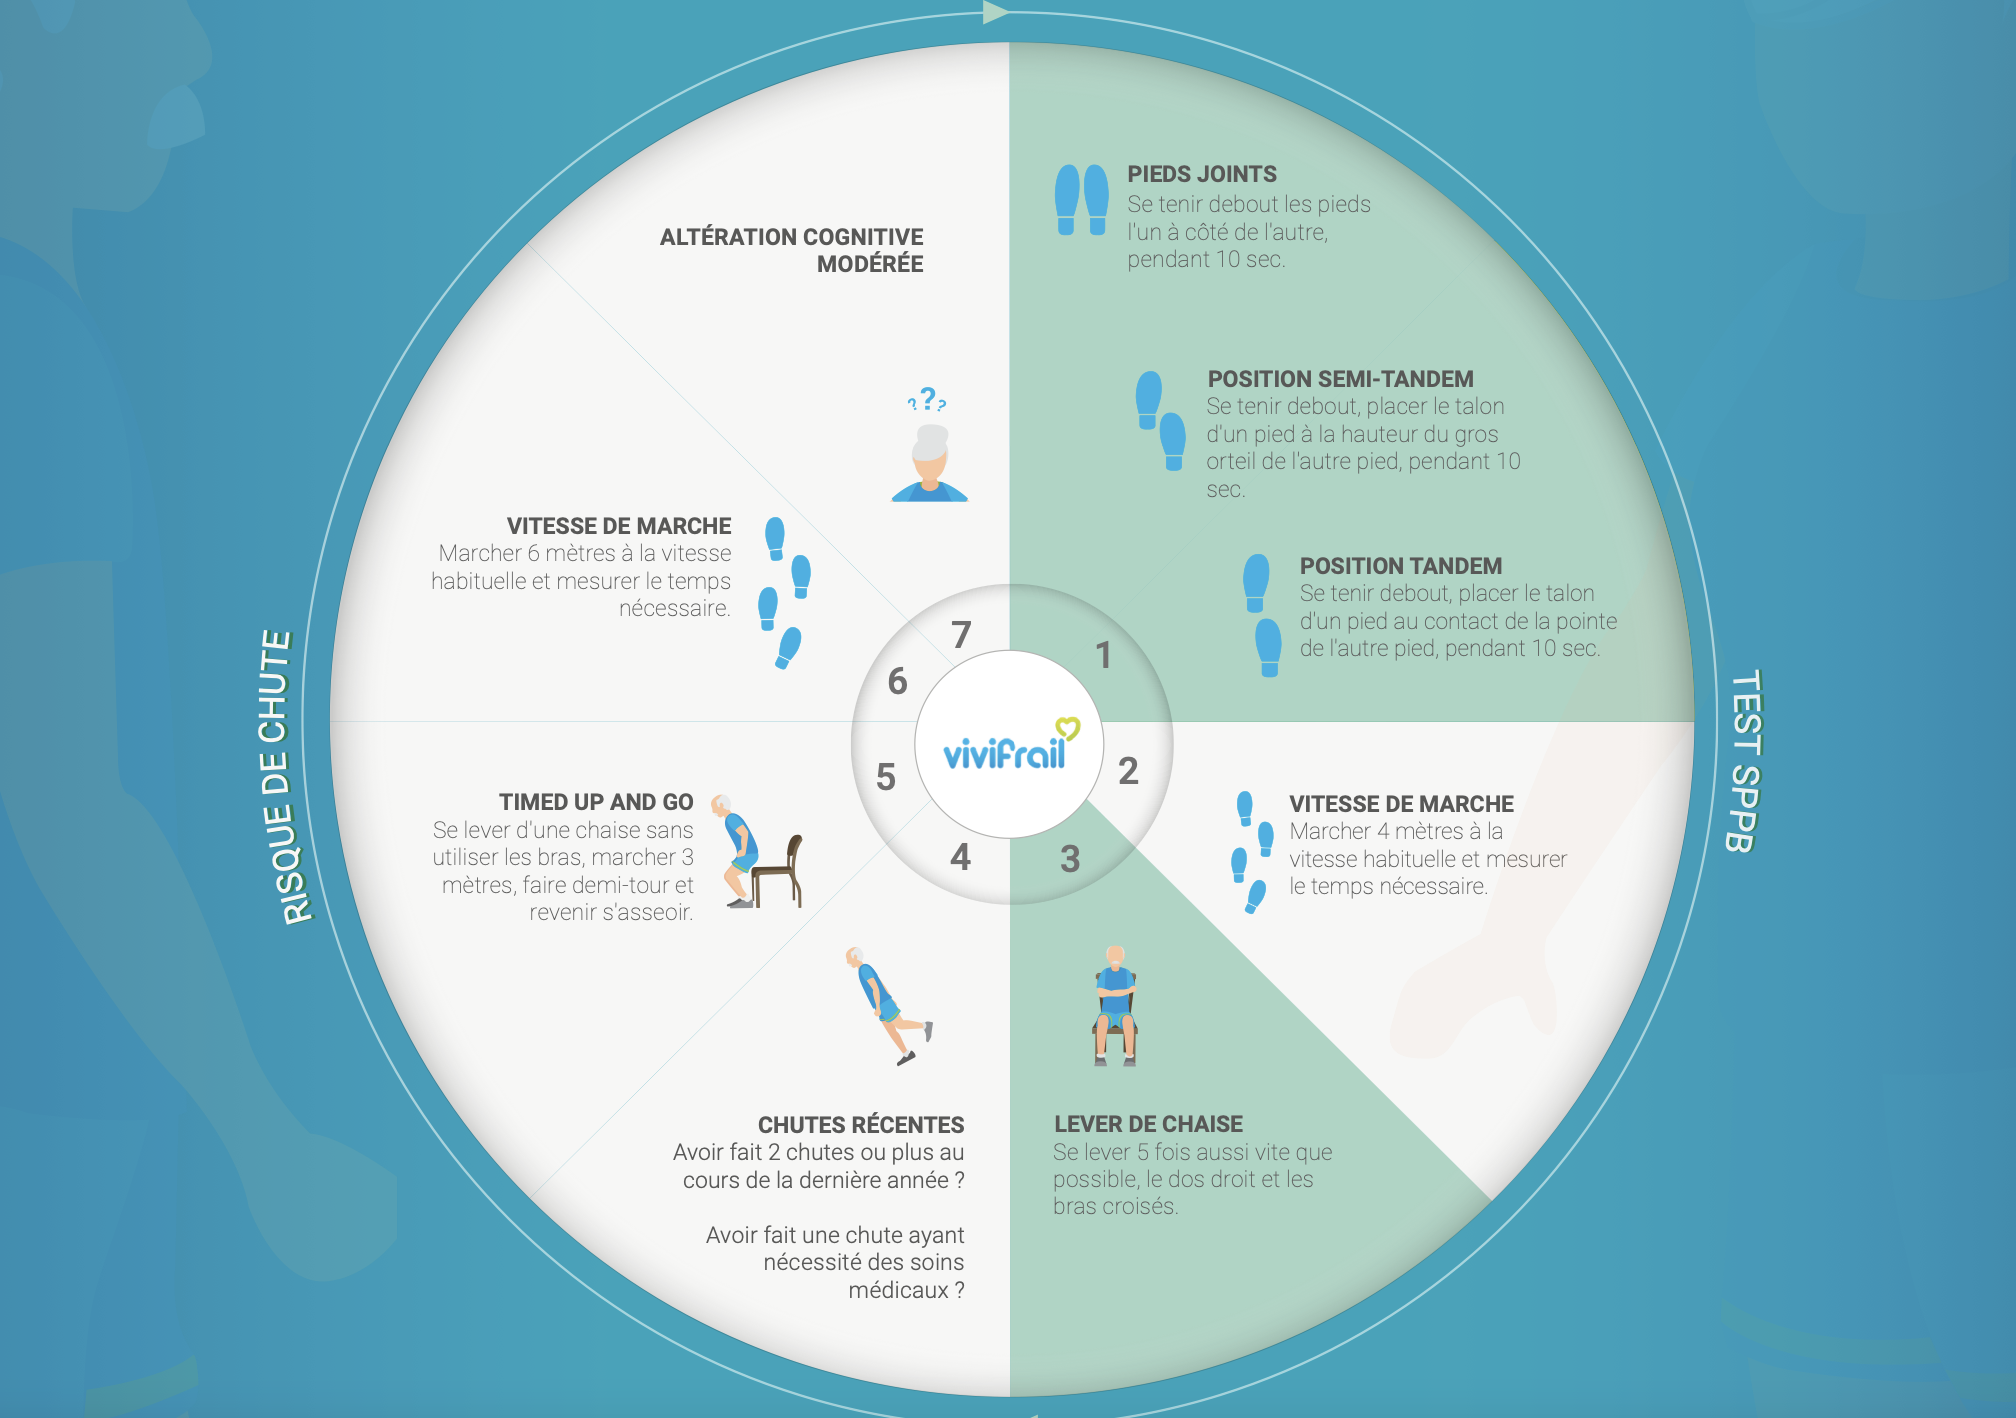 PIEDS JOINTS
Se tenir debout les pieds
l'un à côté de l'autre,
pendant 10 sec.
POSITION SEMI-TANDEM
Se tenir debout, placer le talon
d'un pied à la hauteur du gros
orteil de l'autre pied, pendant 10
sec.
POSITION TANDEM
Se tenir debout, placer le talon
d'un pied au contact de la pointe
de l'autre pied, pendant 10 sec.
1
TEST SPPB
2
VITESSE DE MARCHE
Marcher 4 mètres à la
vitesse habituelle et mesurer
le temps nécessaire.
3
LEVER DE CHAISE
Se lever 5 fois aussi vite que
possible, le dos droit et les
bras croisés.
4
CHUTES RÉCENTES
Avoir fait 2 chutes ou plus au
cours de la dernière année ?
Avoir fait une chute ayant
nécessité des soins
médicaux ?
5
TIMED UP AND GO
Se lever d'une chaise sans
utiliser les bras, marcher 3
mètres, faire demi-tour et
revenir s'asseoir.
RISQUE DE CHUTE
6
VITESSE DE MARCHE
Marcher 6 mètres à la vitesse
habituelle et mesurer le temps
nécessaire.
7
ALTÉRATION COGNITIVE
MODÉRÉE
???
vivifrail